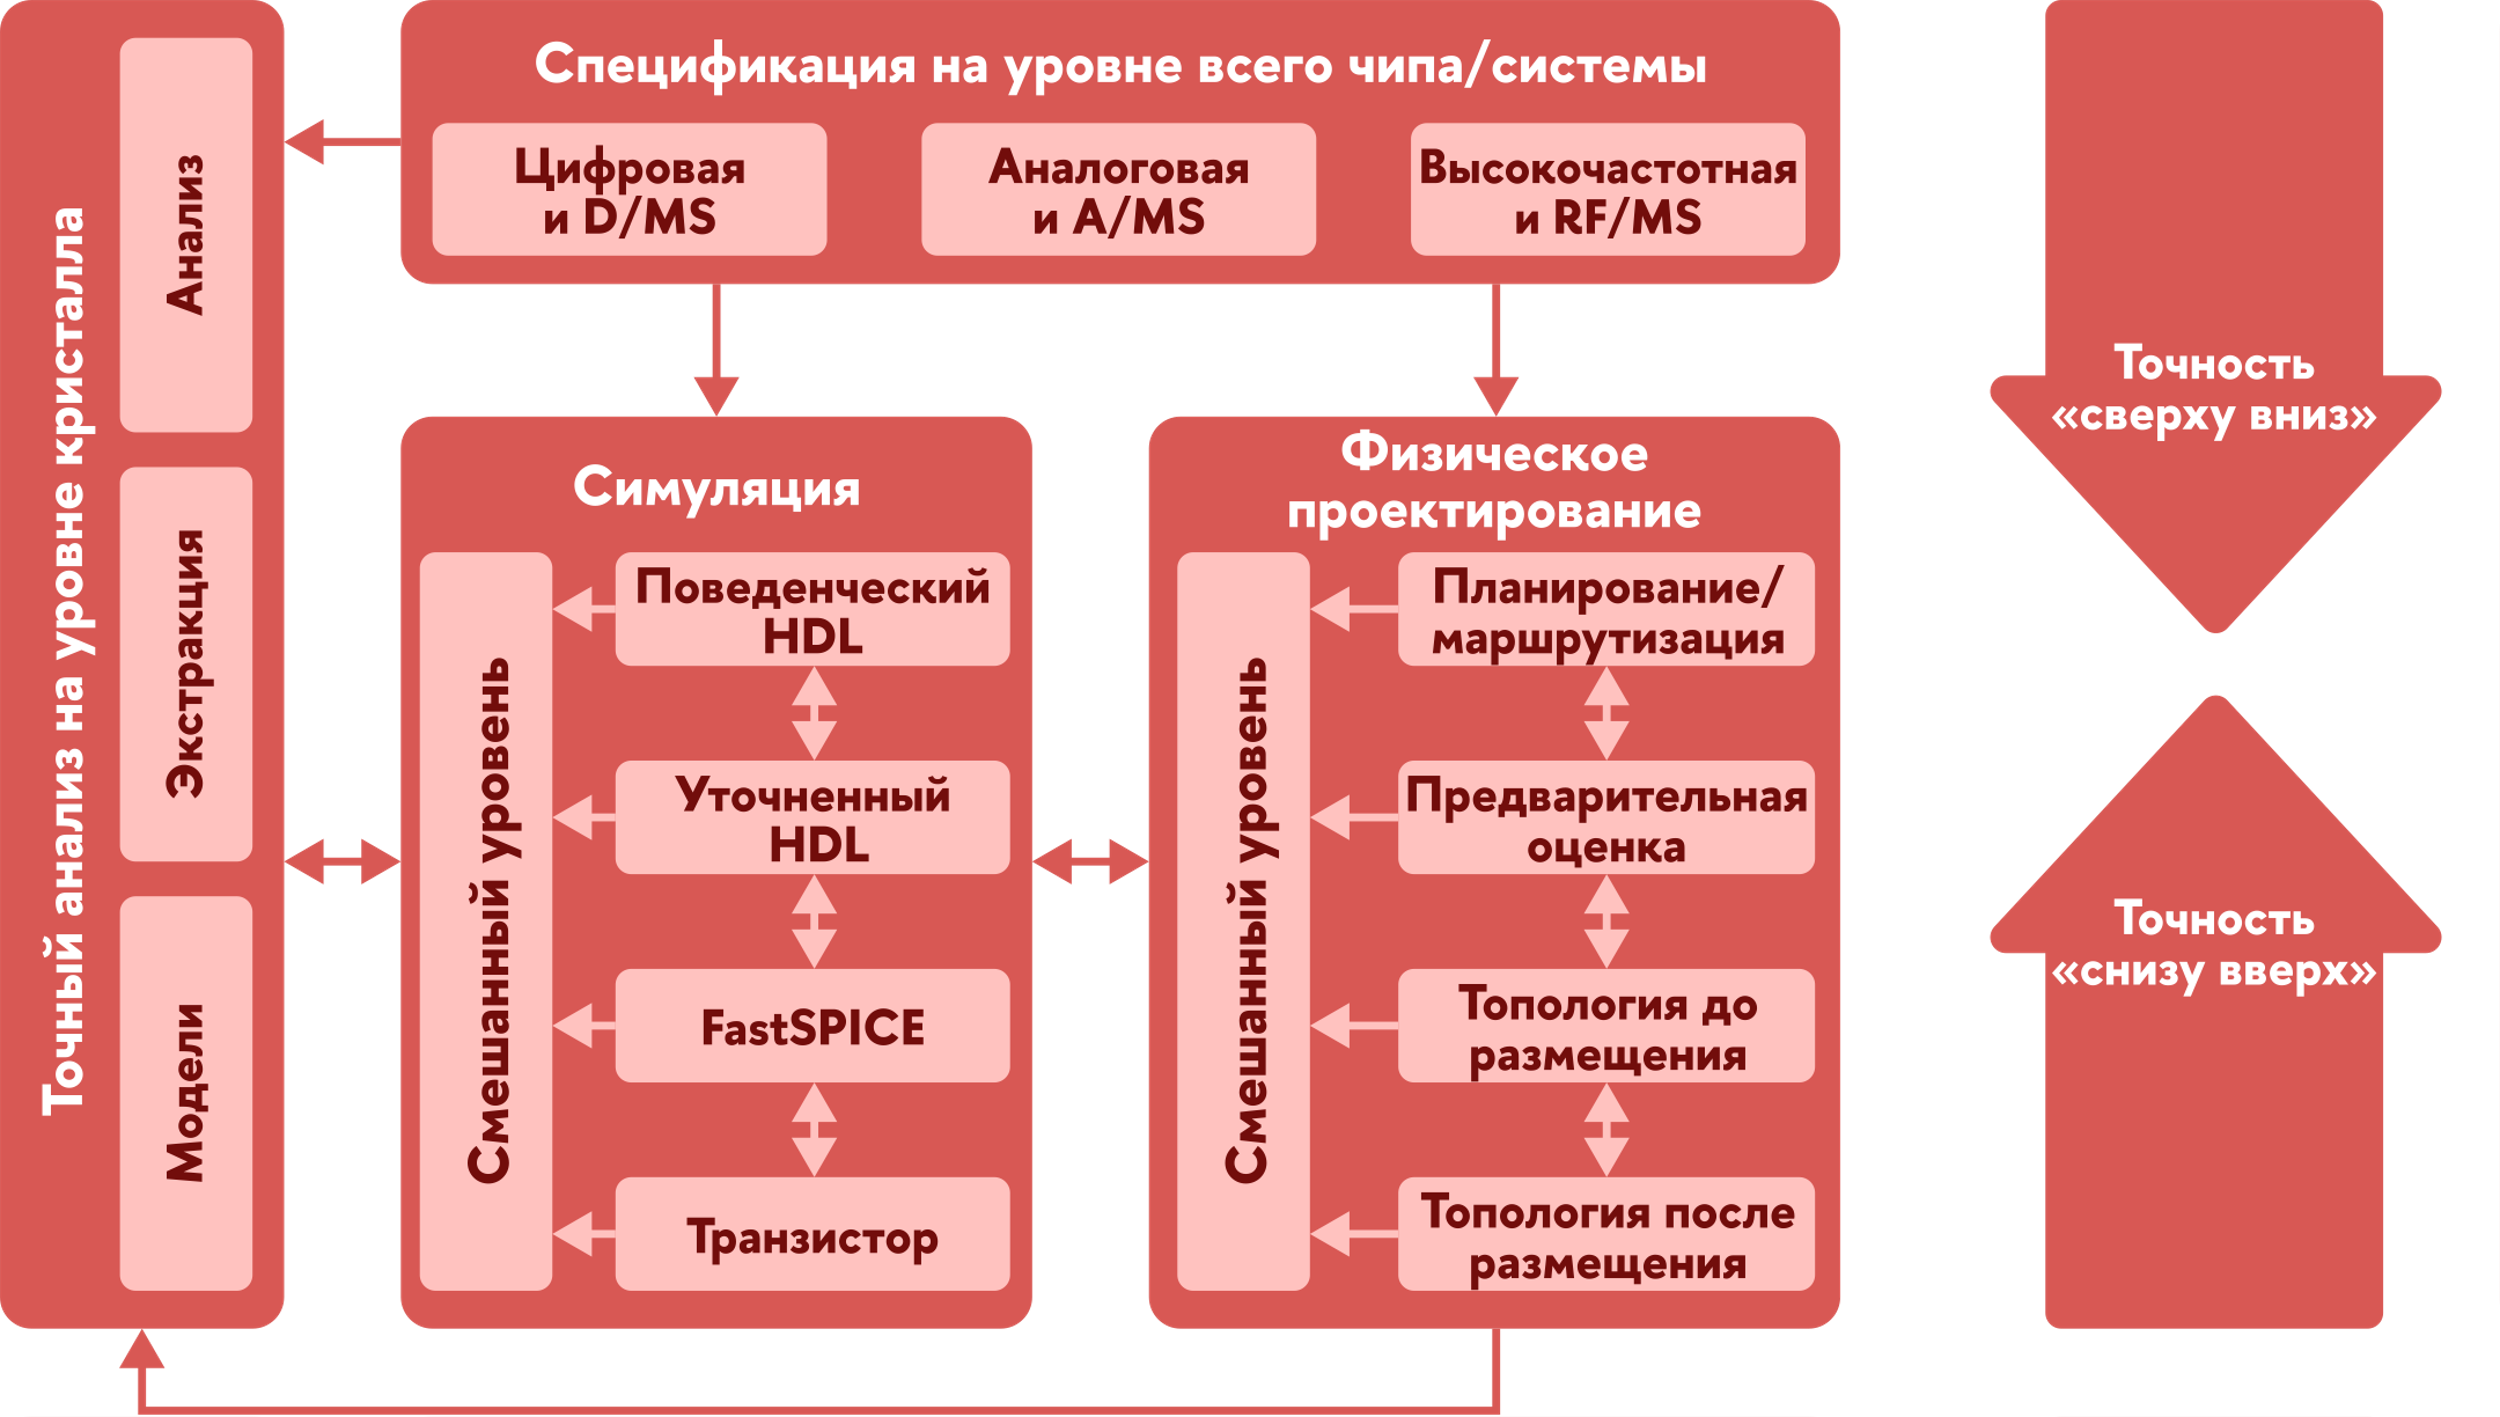 Точный анализ на уровне кристалла
Анализ
Экстракция
Модели
Спецификация на уровне всего чипа/системы
Цифровая
и D/MS
Аналоговая
и A/MS
Высокочастотная
и RF/MS
Симуляция
Смешанный уровень
Поведенческий
HDL
Уточненный
HDL
FastSPICE
Транзистор
Физическое
проектирование
Смешанный уровень
Планирование/
маршрутизация
Предварительная
оценка
Топология до
размещения
Топология после
размещения
Точность
«сверху вниз»
Точность
«снизу вверх»